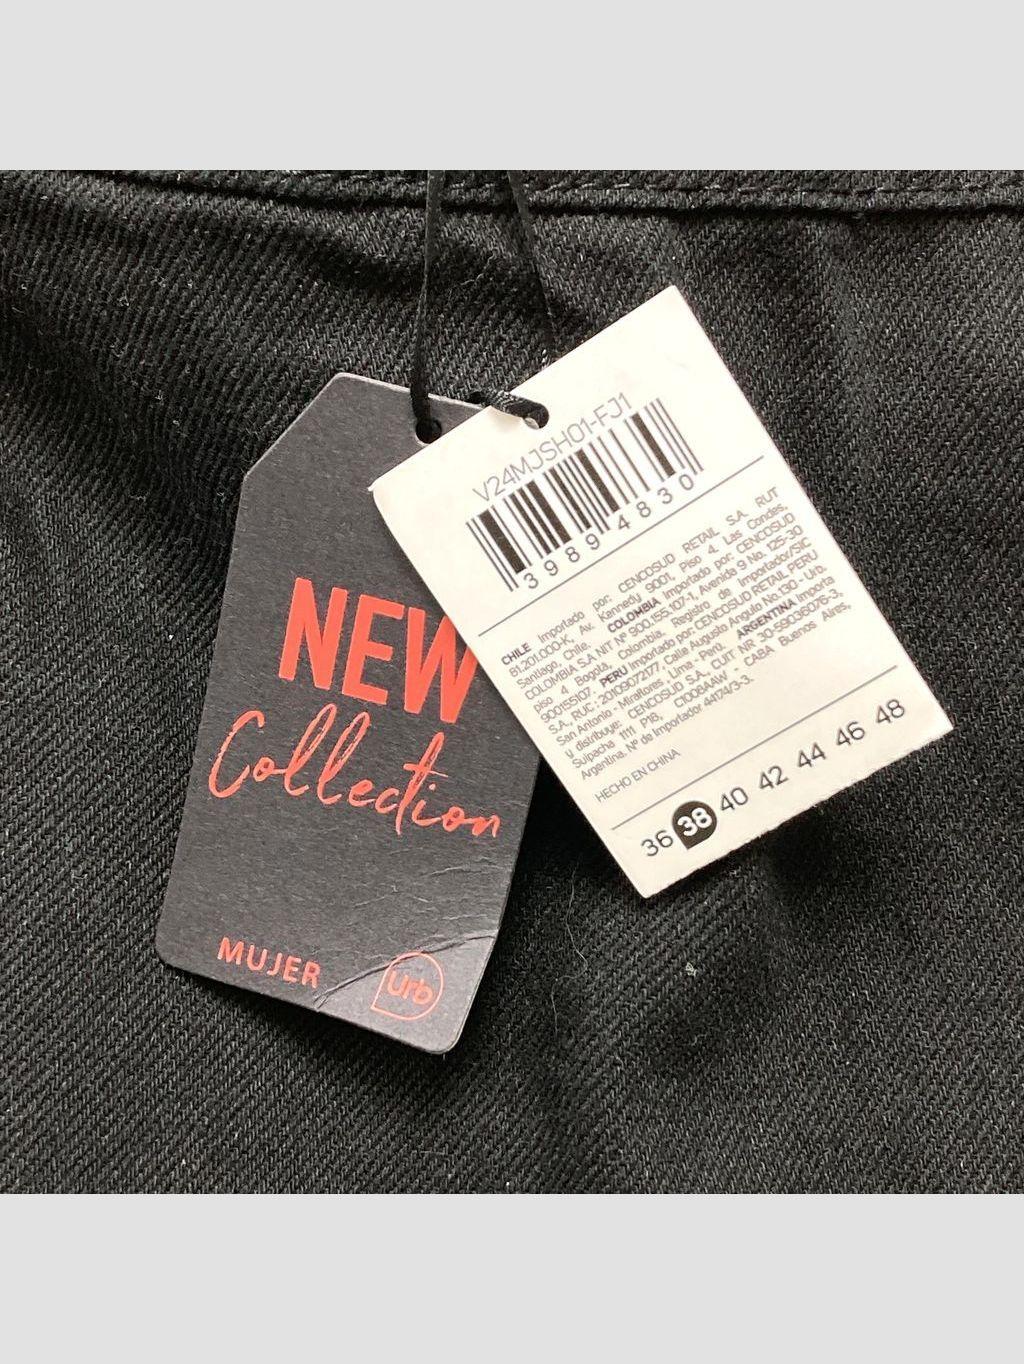 NEW
Collection
MUJER
Urb
V24MJSH01-FJ1
39894830
CHILE Importado por: CENCOSUD RETAIL S.A. RUT
81.201.000-K, Av. Kennedy 9001, Piso 4, Las Condes,
Santiago, Chile. COLOMBIA Importado por: CENCOSUD
COLOMBIA S.A. NIT N° 900.155.107-1, Avenida 9 No. 125-30
piso 4 Bogotá, Colombia. Registro de Importador/SIC
900155107. PERU Importado por: CENCOSUD RETAIL PERU
S.A., RUC: 20109072177. Calle Augusto Angulo No.130 - Urb.
San Antonio - Miraflores, Lima - Perú. ARGENTINA Importa
y distribuye: CENCOSUD S.A., CUIT NR 30-59036076-3,
Suipacha 1111 P18, C1008AAW - CABA Buenos Aires,
Argentina. N° de Importador 44174/3-3.
HECHO EN CHINA
36 38 40 42 44 46 48